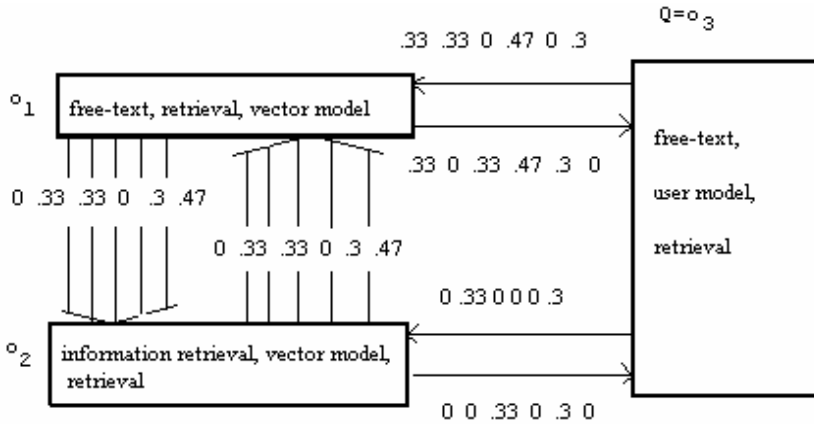 Q=o3
.33 .33 0 .47 0 .3
o1
free-text, retrieval, vector model
.33 0 .33 .47 .3 0
free-text,
user model,
retrieval
0 .33 .33 0 .3 .47
0 .33 .33 0 .3 .47
0 .33 0 0 0 .3
o2
information retrieval, vector model,
retrieval
0 0 .33 0 .3 0